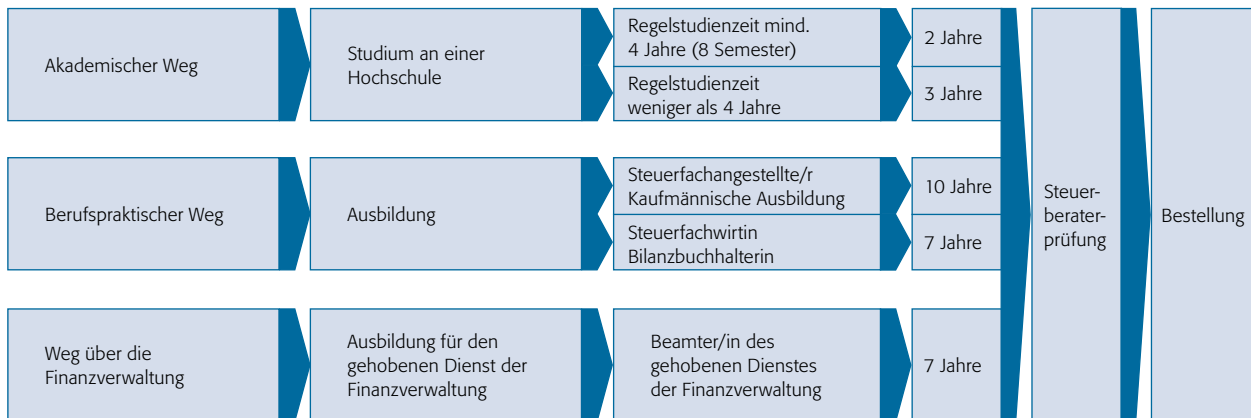 Akademischer Weg
Studium an einer
Hochschule
Regelstudienzeit mind.
4 Jahre (8 Semester)
2 Jahre
Regelstudienzeit
weniger als 4 Jahre
3 Jahre
Berufspraktischer Weg
Ausbildung
Steuerfachangestellte/r
Kaufmännische Ausbildung
10 Jahre
Steuerfachwirtin
Bilanzbuchhalterin
7 Jahre
Weg über die
Finanzverwaltung
Ausbildung für den
gehobenen Dienst der
Finanzverwaltung
Beamter/in des
gehobenen Dienstes
der Finanzverwaltung
7 Jahre
Steuer-
berater-
prüfung
Bestellung